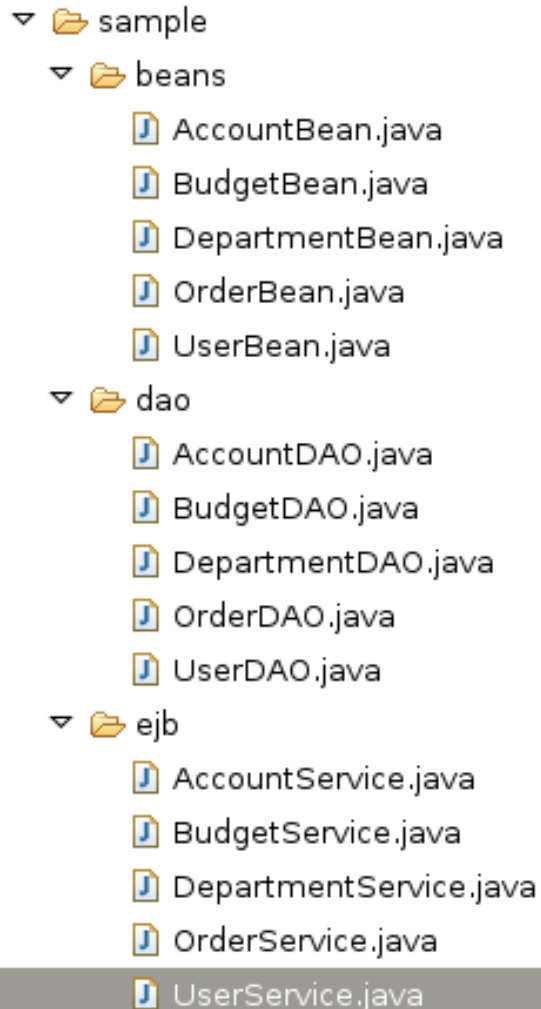 sample
beans
AccountBean.java
BudgetBean.java
DepartmentBean.java
OrderBean.java
UserBean.java
dao
AccountDAO.java
BudgetDAO.java
DepartmentDAO.java
OrderDAO.java
UserDAO.java
ejb
AccountService.java
BudgetService.java
DepartmentService.java
OrderService.java
UserService.java